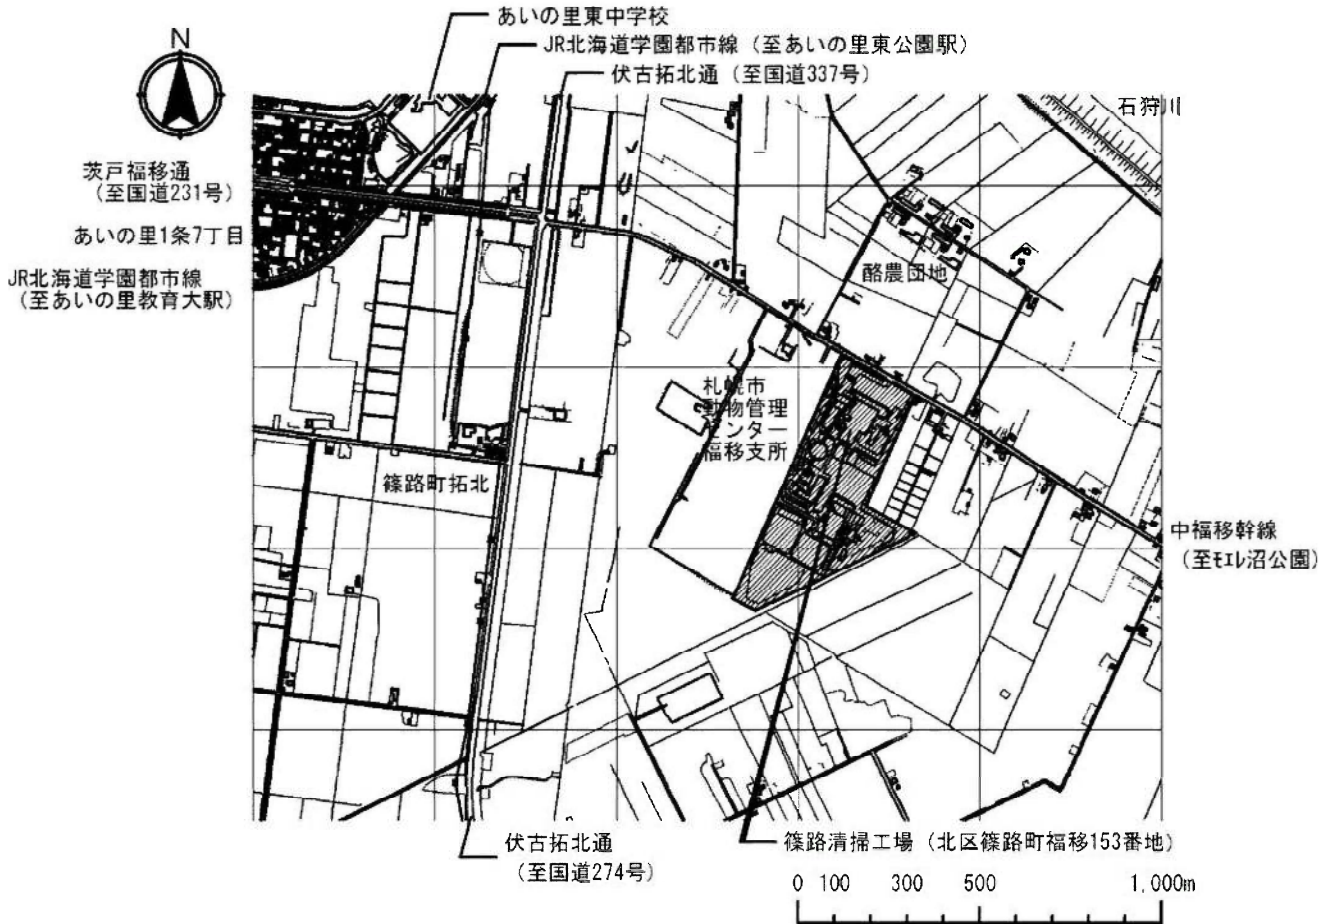 あいの里東中学校
JR北海道学園都市線（至あいの里東公園駅）
伏古拓北通（至国道337号）
N
石狩川
茨戸福移通
（至国道231号）
あいの里1条7丁目
JR北海道学園都市線
（至あいの里教育大駅）
酪農団地
札幌市
動物管理
センター
福移支所
篠路町拓北
中福移幹線
（至ﾓｴﾚ沼公園）
伏古拓北通
（至国道274号）
篠路清掃工場（北区篠路町福移153番地）
0 100 300 500 1,000m